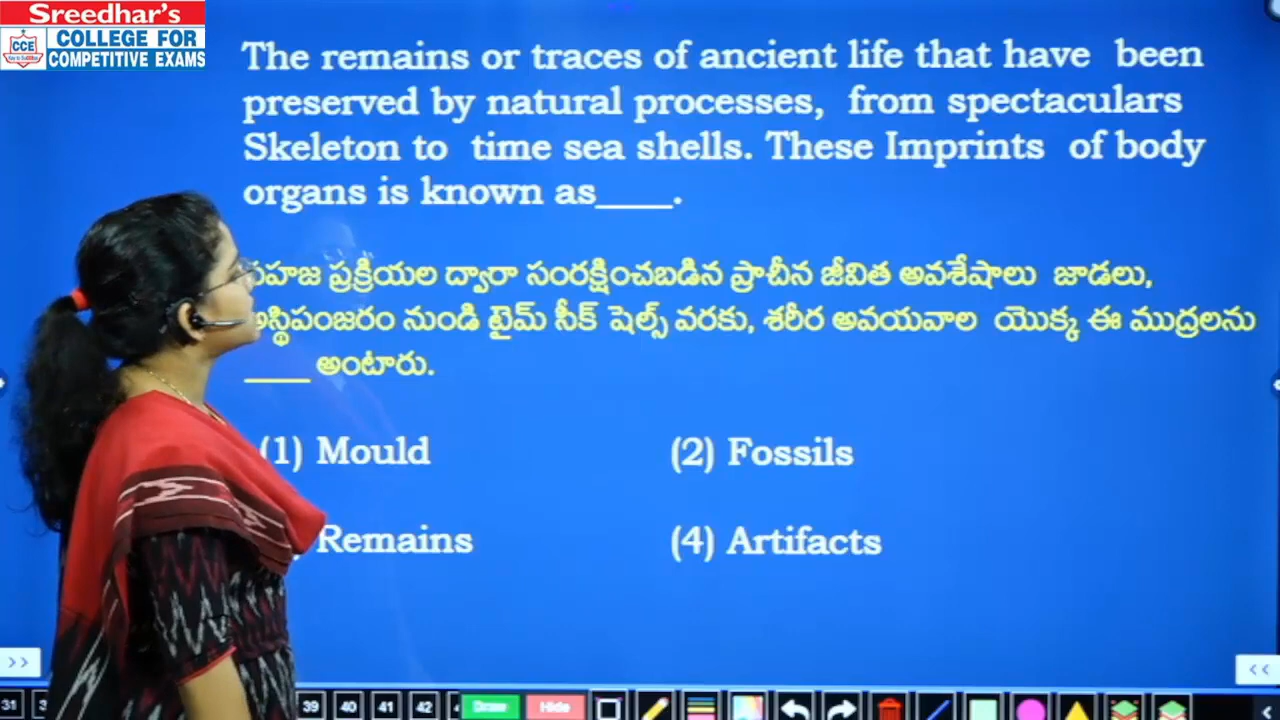 Sreedhar's
CCE
COLLEGE FOR
COMPETITIVE EXAMS
The remains or traces of ancient life that have been
preserved by natural processes, from spectaculars
Skeleton to time sea shells. These Imprints of body
organs is known as____.
ప్రక్రియల ద్వారా సంరక్షించబడిన ప్రాచీన జీవిత అవశేషాలు జాడలు,
నుండి టైమ్ సీక్ షెల్స్ వరకు, శరీర అవయవాల యొక్క ఈ ముద్రలను
____ అంటారు.
(1) Mould
(2) Fossils
Remains
(4) Artifacts
>>
<<
31 39 40 41 42 Draw Hide